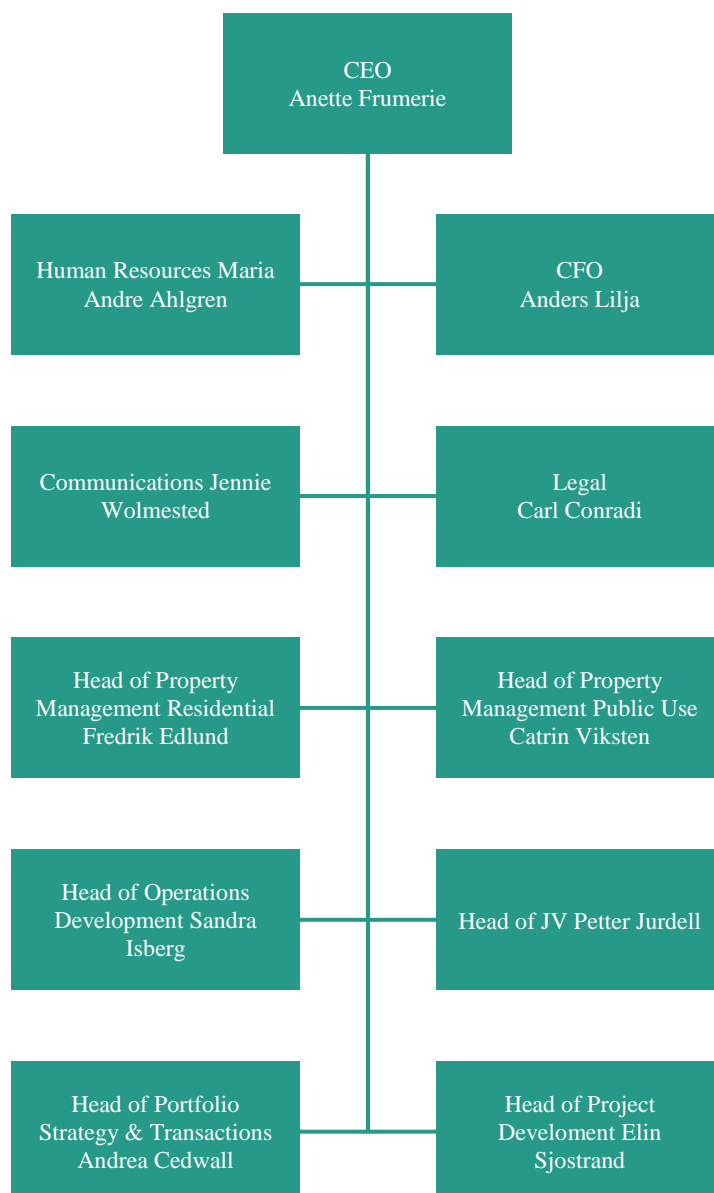 CEO
Anette Frumerie
Human Resources Maria
Andre Ahlgren
CFO
Anders Lilja
Communications Jennie
Wolmested
Legal
Carl Conradi
Head of Property
Management Residential
Fredrik Edlund
Head of Property
Management Public Use
Catrin Viksten
Head of Operations
Development Sandra
Isberg
Head of JV Petter Jurdell
Head of Portfolio
Strategy & Transactions
Andrea Cedwall
Head of Project
Develoment Elin
Sjostrand